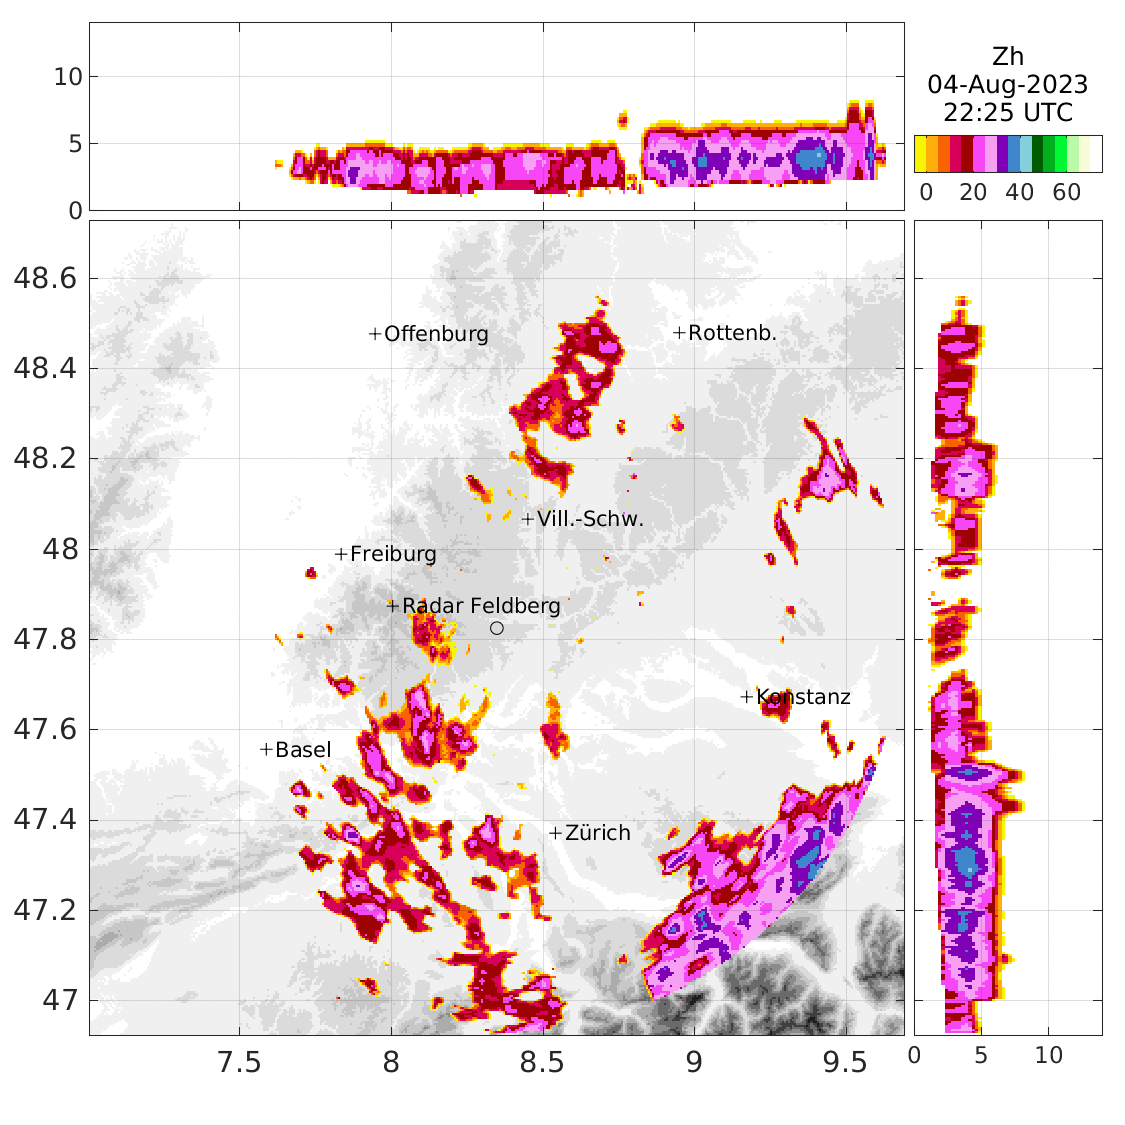 10
5
0
Zh
04-Aug-2023
22:25 UTC
0 20 40 60
48.6
48.4
48.2
48
47.8
47.6
47.4
47.2
47
+Offenburg
+Rottenb.
+Vill.-Schw.
+Freiburg
+Radar Feldberg
+Konstanz
+Basel
+Zürich
7.5 8 8.5 9 9.5
0 5 10